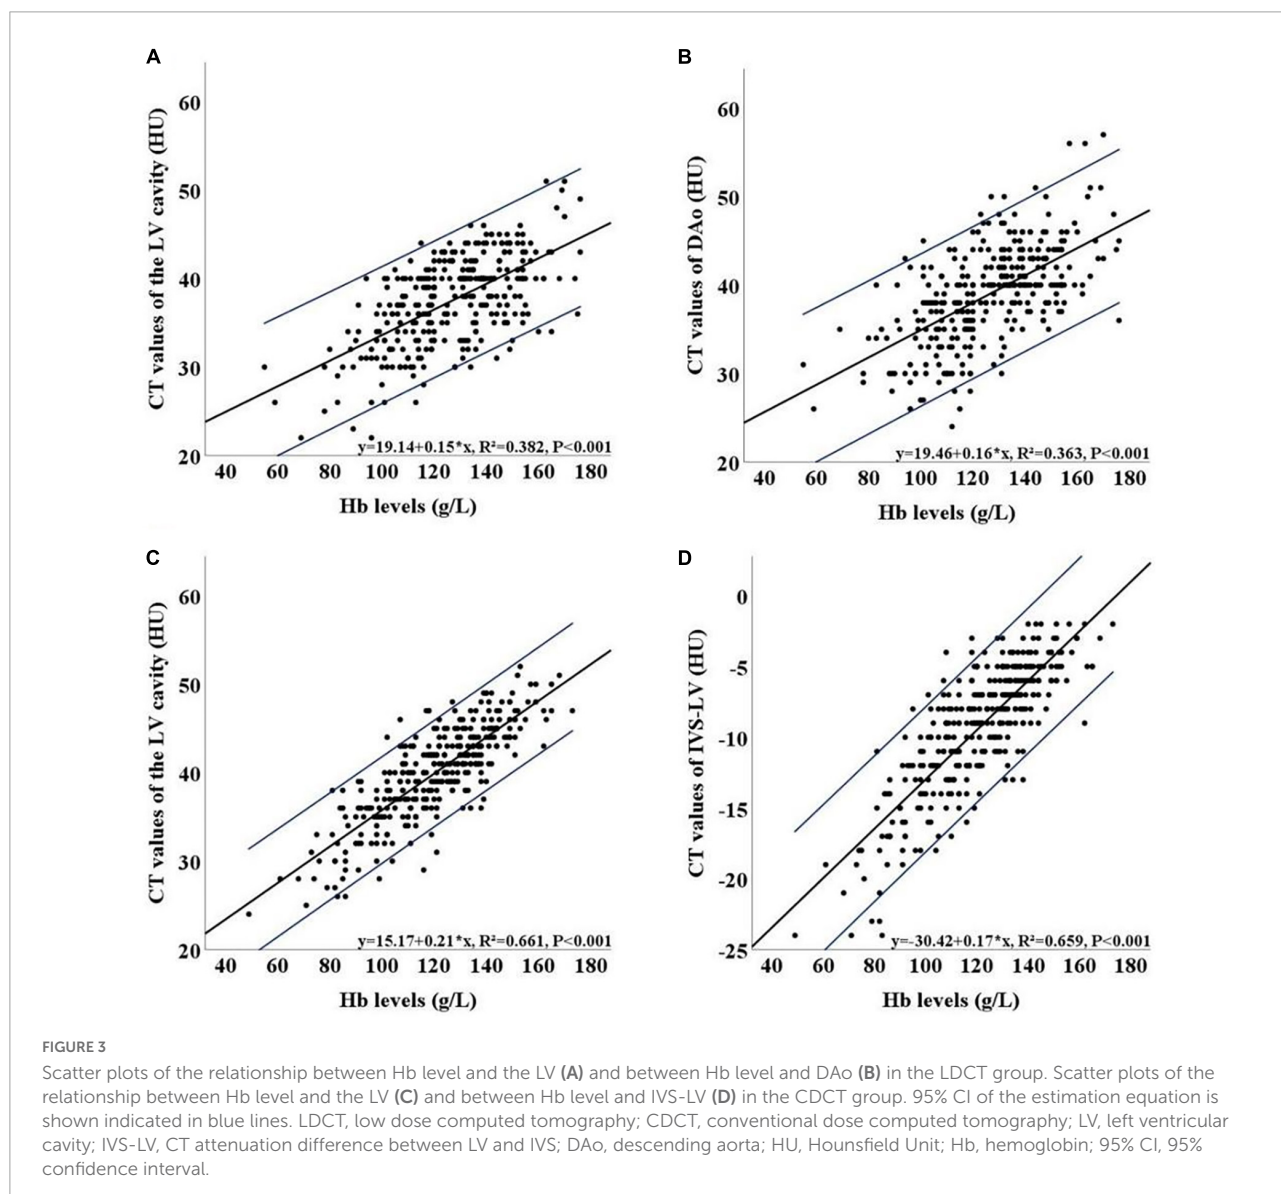 A
CT values of the LV cavity (HU)
60
50
40
30
20
y=19.14+0.15*x, R²=0.382, P<0.001
40 60 80 100 120 140 160 180
Hb levels (g/L)
B
CT values of DAo (HU)
60
50
40
30
20
y=19.46+0.16*x, R²=0.363, P<0.001
40 60 80 100 120 140 160 180
Hb levels (g/L)
C
CT values of the LV cavity (HU)
60
50
40
30
20
y=15.17+0.21*x, R²=0.661, P<0.001
40 60 80 100 120 140 160 180
Hb levels (g/L)
D
CT values of IVS-LV (HU)
0
-5
-10
-15
-20
-25
y=-30.42+0.17*x, R²=0.659, P<0.001
40 60 80 100 120 140 160 180
Hb levels (g/L)
FIGURE 3
Scatter plots of the relationship between Hb level and the LV (A) and between Hb level and DAo (B) in the LDCT group. Scatter plots of the
relationship between Hb level and the LV (C) and between Hb level and IVS-LV (D) in the CDCT group. 95% CI of the estimation equation is
shown indicated in blue lines. LDCT, low dose computed tomography; CDCT, conventional dose computed tomography; LV, left ventricular
cavity; IVS-LV, CT attenuation difference between LV and IVS; DAo, descending aorta; HU, Hounsfield Unit; Hb, hemoglobin; 95% CI, 95%
confidence interval.